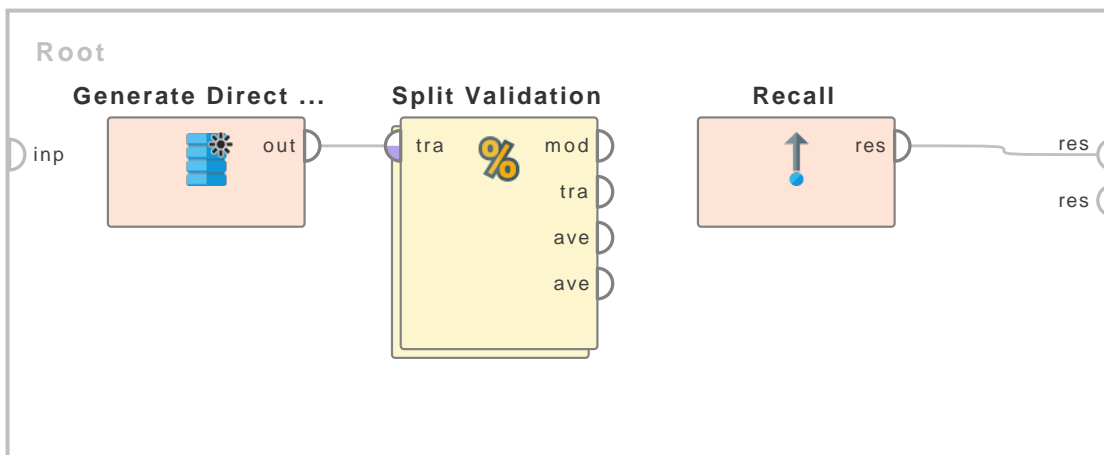 Root
Generate Direct ...
Split Validation
Recall
inp
out
tra
%
mod
tra
ave
ave
res
res
res